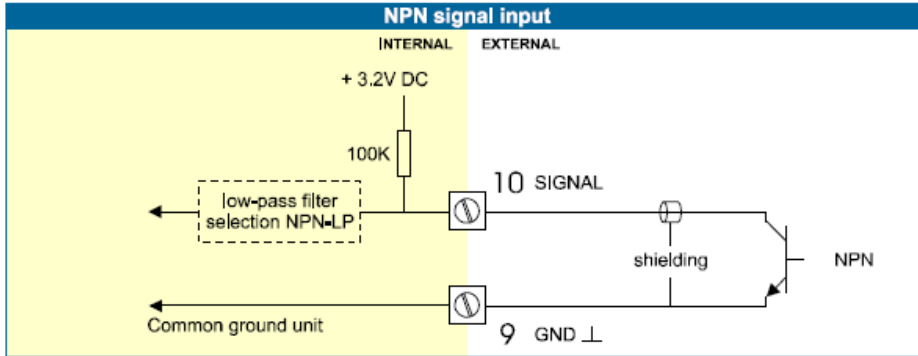 NPN signal input
INTERNAL EXTERNAL
+ 3.2V DC
100K
10 SIGNAL
low-pass filter
selection NPN-LP
shielding
NPN
Common ground unit
9 GND ⊥